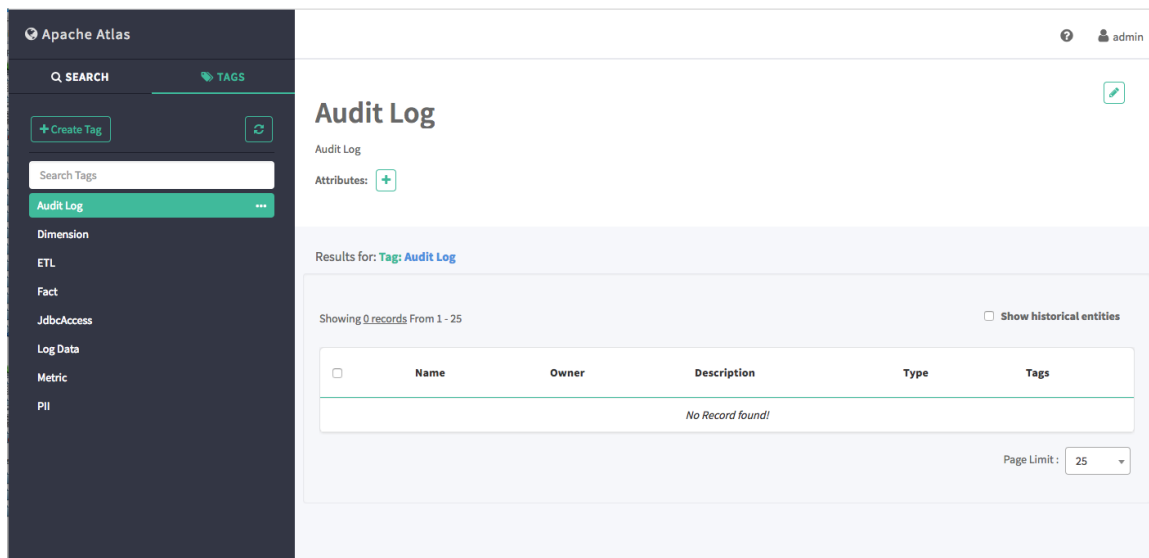 Apache Atlas
admin
SEARCH
TAGS
Create Tag
Search Tags
Audit Log
Dimension
ETL
Fact
JdbcAccess
Log Data
Metric
PII
Audit Log
Audit Log
Attributes:
Results for: Tag: Audit Log
Showing 0 records From 1 - 25
Show historical entities
Name Owner Description Type Tags
No Record found!
Page Limit : 25